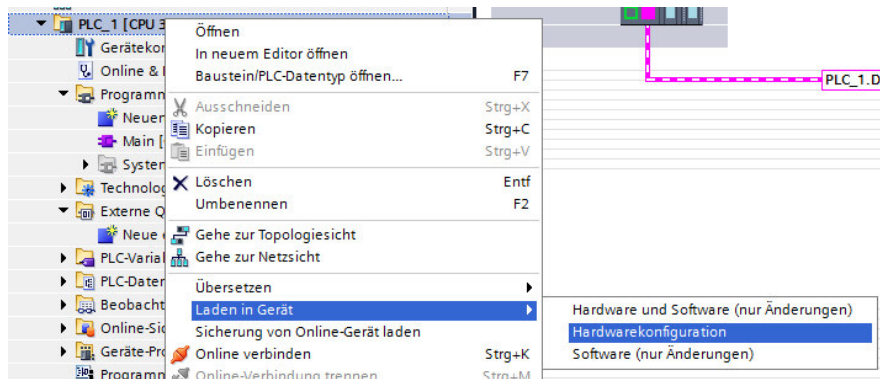 PLC_1 [CPU 3
Gerätekon
Online &
Programm
Neuen
Main [
System
Technolog
Externe Q
Neue
PLC-Varial
PLC-Daten
Beobacht
Online-Sic
Geräte-Pro
Programm
Öffnen
In neuem Editor öffnen
Baustein/PLC-Datentyp öffnen... F7
Ausschneiden Strg+X
Kopieren Strg+C
Einfügen Strg+V
Löschen Entf
Umbenennen F2
Gehe zur Topologiesicht
Gehe zur Netzsicht
Übersetzen
Laden in Gerät
Sicherung von Online-Gerät laden
Online verbinden Strg+K
Online-Verbindung trennen Strg+M
Hardware und Software (nur Änderungen)
Hardwarekonfiguration
Software (nur Änderungen)
PLC_1.D